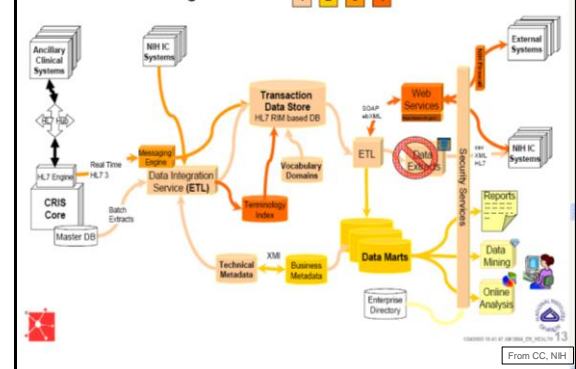 Ancillary
Clinical
Systems
NIH IC
Systems
External
Systems
Transaction
Data Store
HL7 RIM based DB
SOAP
ebXML
Web
Services
Messaging
Engine
Real Time
HL7 3
HL7 Engine
CRIS
Core
Master DB
Batch
Extracts
Data Integration
Service (ETL)
Vocabulary
Domains
Terminology
Index
ETL
Data
Extracts
XML
HL7
NIH IC
Systems
Security Services
Technical
Metadata
XMI
Business
Metadata
Data Marts
Reports
Data
Mining
Online
Analysis
Enterprise
Directory
13
From CC, NIH